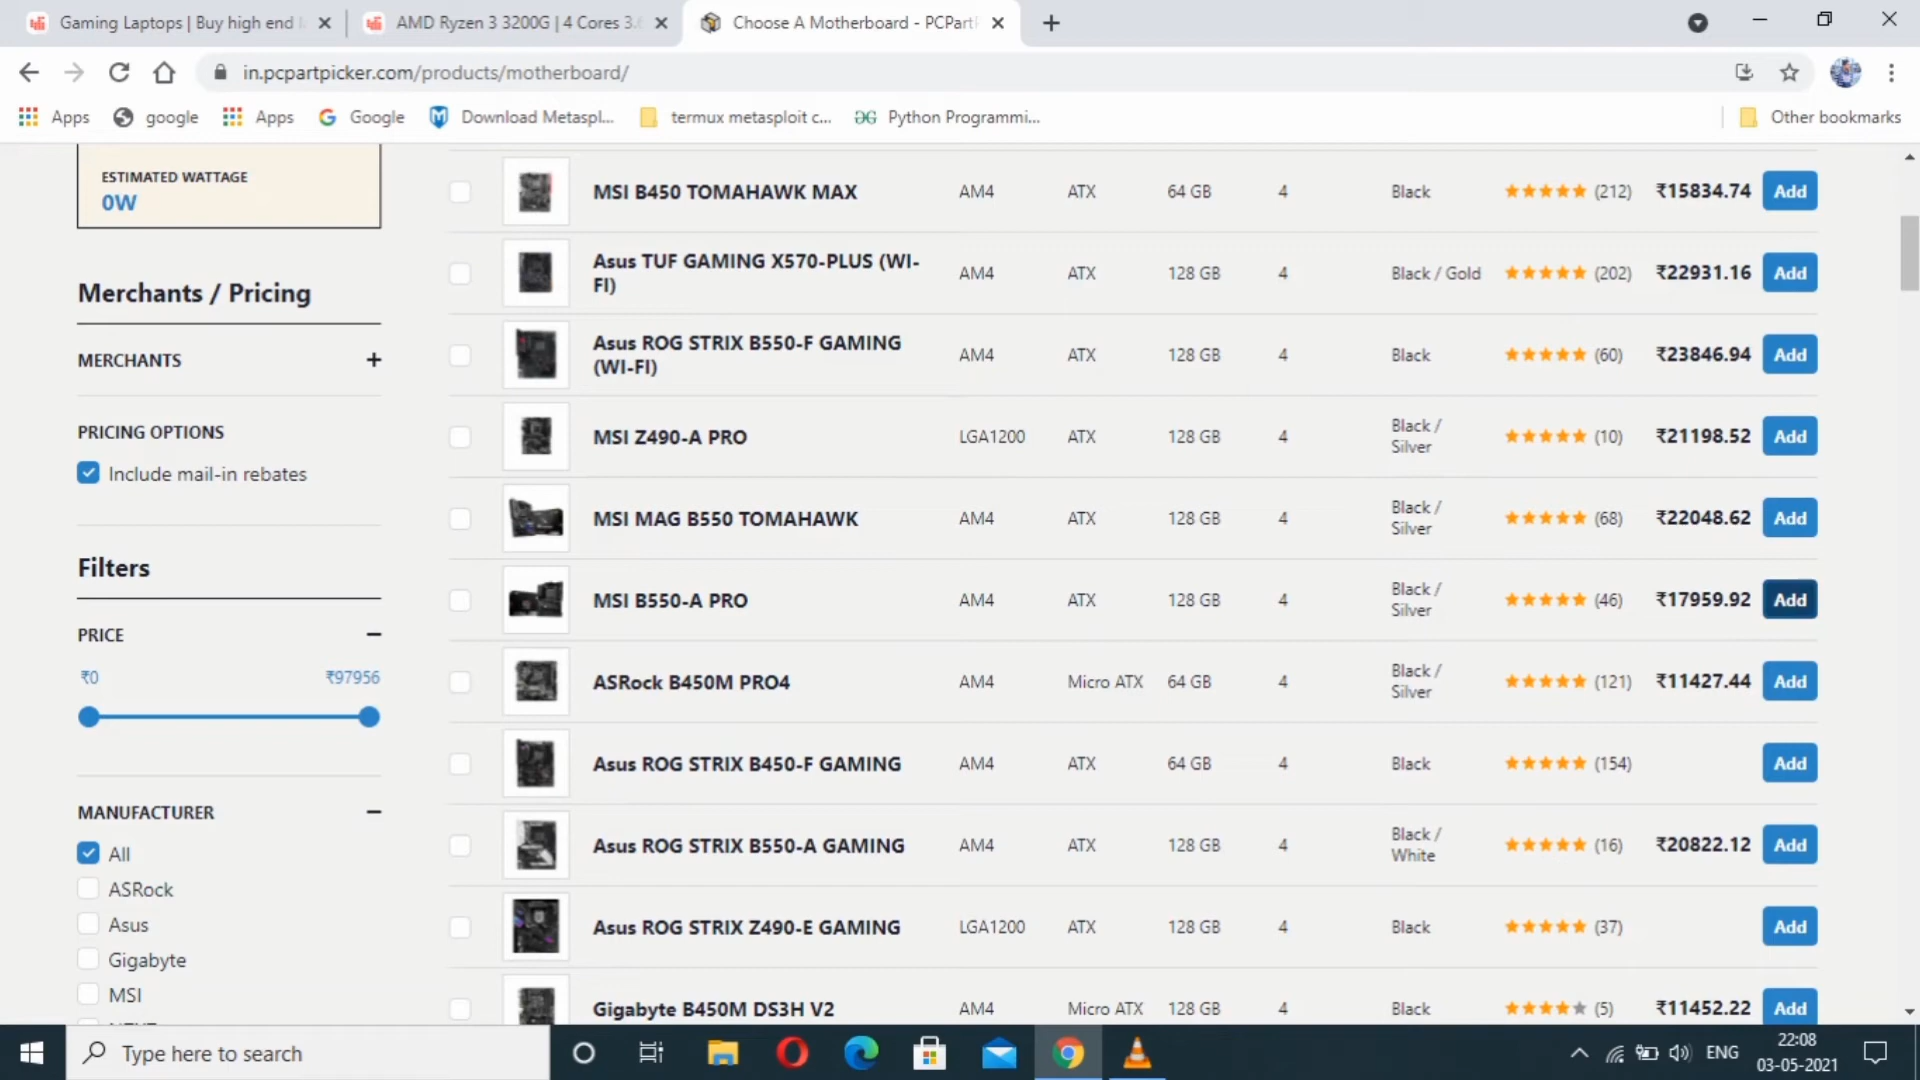 Gaming Laptops | Buy high end l
AMD Ryzen 3 3200G | 4 Cores 3.6
Choose A Motherboard - PCPart
in.pcpartpicker.com/products/motherboard/
Apps google Apps Google Download Metaspl... termux metasploit c... Python Programmi... Other bookmarks
ESTIMATED WATTAGE
0W
Merchants / Pricing
MERCHANTS
PRICING OPTIONS
Include mail-in rebates
Filters
PRICE
₹0 ₹97956
MANUFACTURER
All
ASRock
Asus
Gigabyte
MSI
MSI B450 TOMAHAWK MAX AM4 ATX 64 GB 4 Black (212) ₹15834.74 Add
Asus TUF GAMING X570-PLUS (WI-
FI) AM4 ATX 128 GB 4 Black / Gold (202) ₹22931.16 Add
Asus ROG STRIX B550-F GAMING
(WI-FI) AM4 ATX 128 GB 4 Black (60) ₹23846.94 Add
MSI Z490-A PRO LGA1200 ATX 128 GB 4 Black /
Silver (10) ₹21198.52 Add
MSI MAG B550 TOMAHAWK AM4 ATX 128 GB 4 Black /
Silver (68) ₹22048.62 Add
MSI B550-A PRO AM4 ATX 128 GB 4 Black /
Silver (46) ₹17959.92 Add
ASRock B450M PRO4 AM4 Micro ATX 64 GB 4 Black /
Silver (121) ₹11427.44 Add
Asus ROG STRIX B450-F GAMING AM4 ATX 64 GB 4 Black (154) Add
Asus ROG STRIX B550-A GAMING AM4 ATX 128 GB 4 Black /
White (16) ₹20822.12 Add
Asus ROG STRIX Z490-E GAMING LGA1200 ATX 128 GB 4 Black (37) Add
Gigabyte B450M DS3H V2 AM4 Micro ATX 128 GB 4 Black (5) ₹11452.22 Add
Type here to search
ENG
22:08
03-05-2021